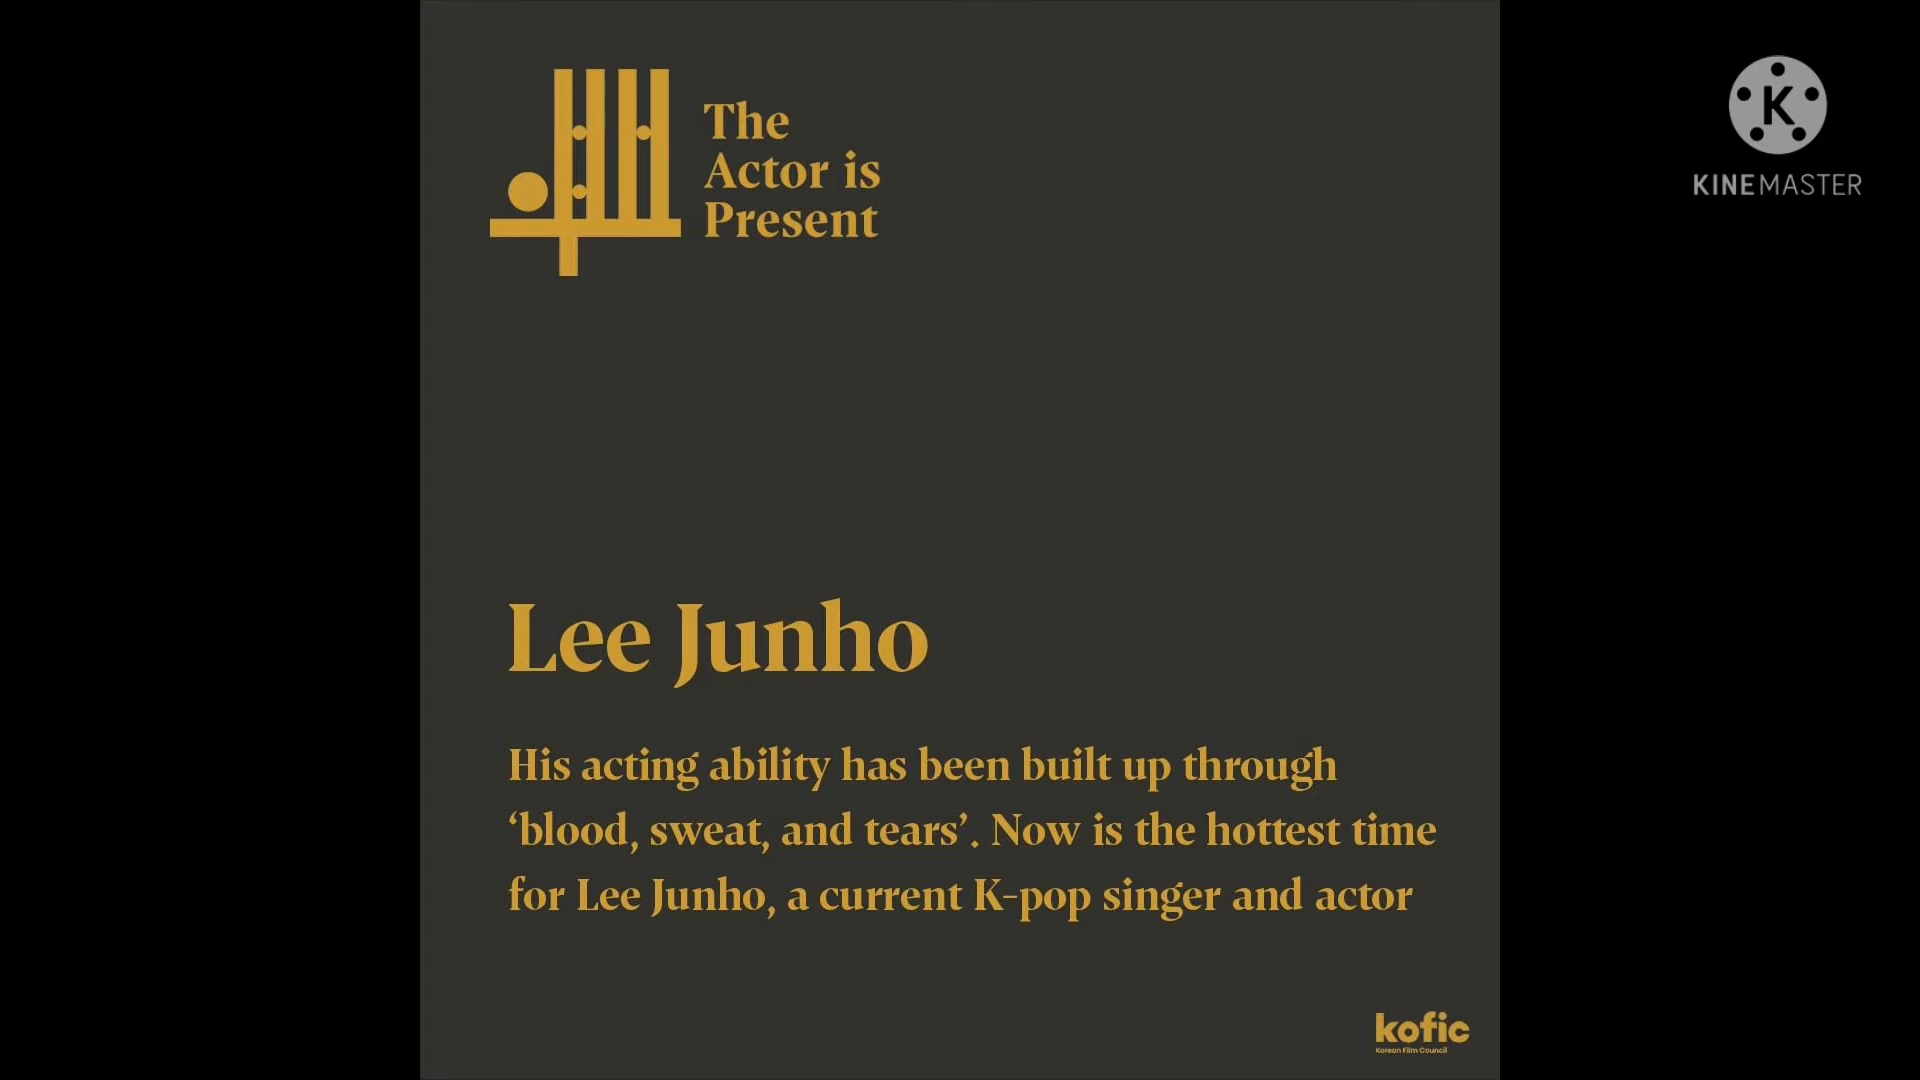 The
Actor is
Present
K
KINEMASTER
Lee Junho
His acting ability has been built up through
‘blood, sweat, and tears’. Now is the hottest time
for Lee Junho, a current K-pop singer and actor
kofic
Korean Film Council